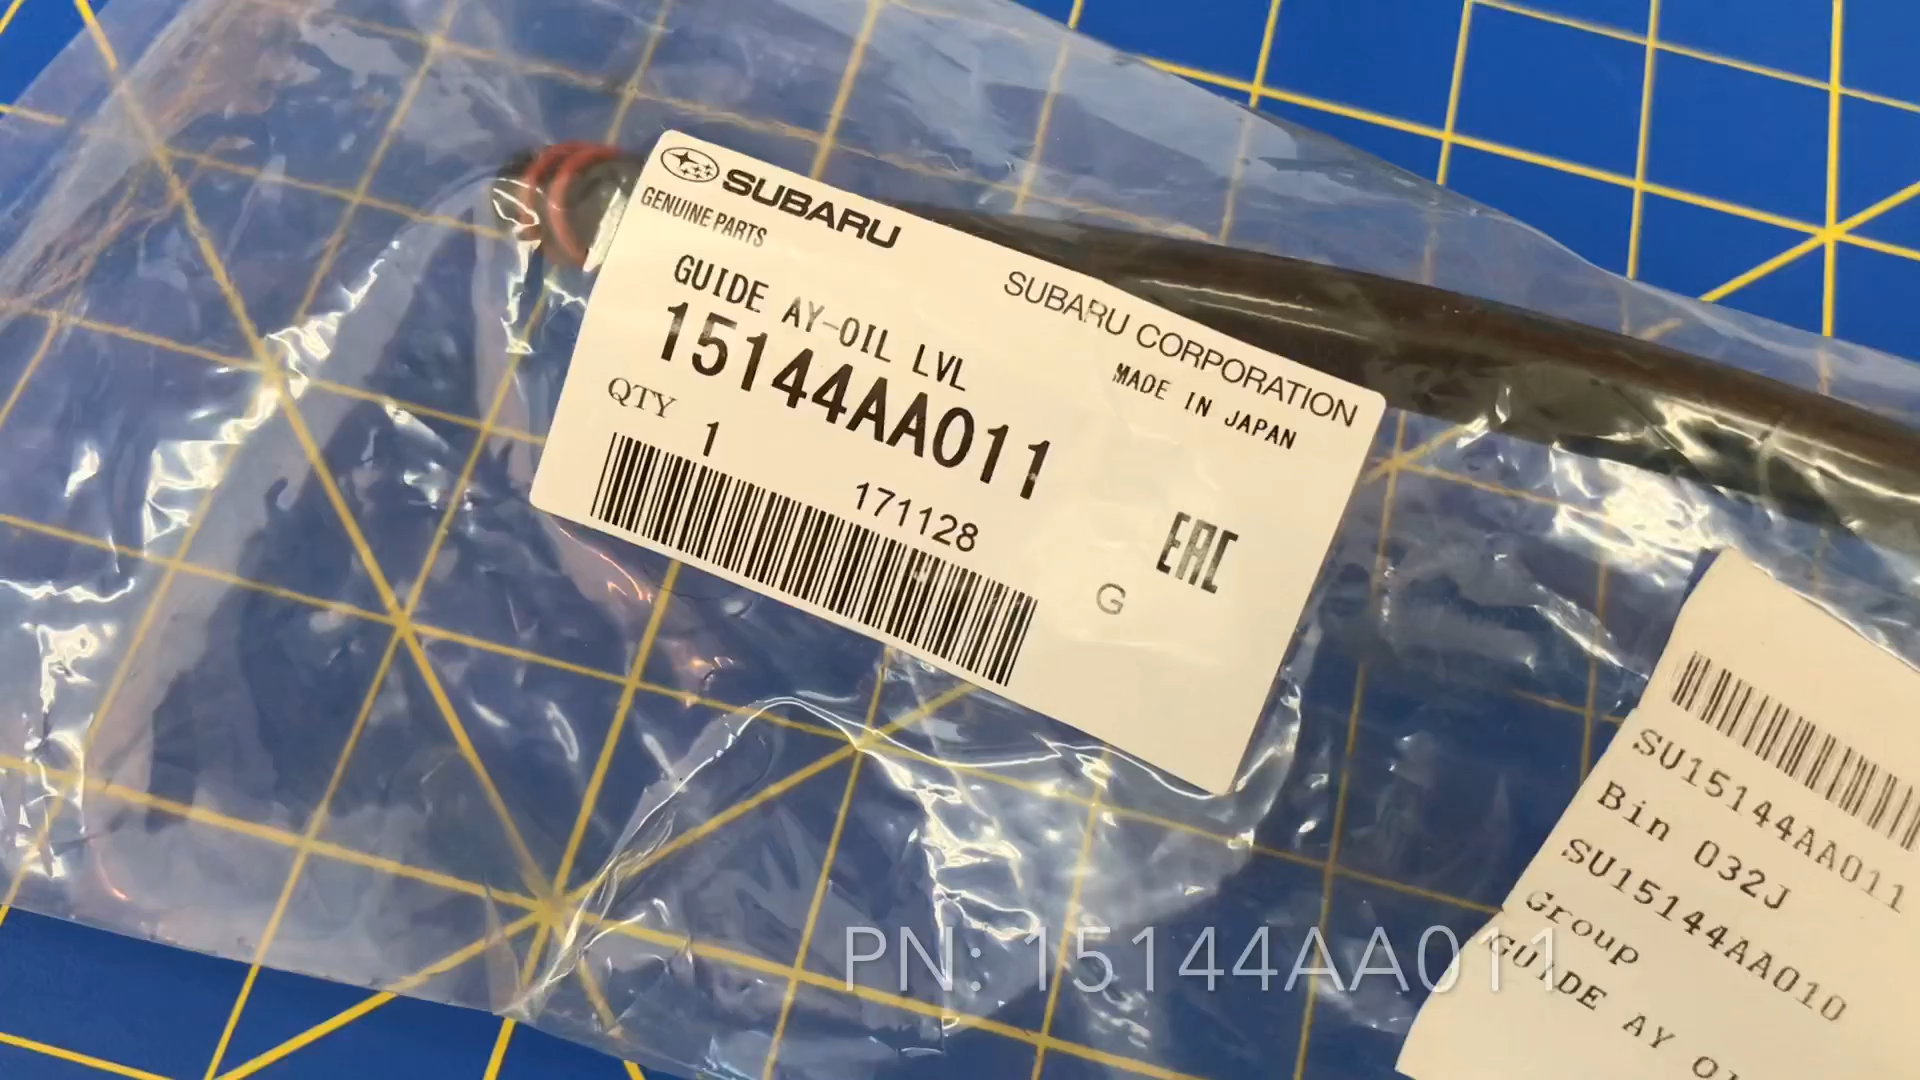 SUBARU
GENUINE PARTS
SUBARU CORPORATION
MADE IN JAPAN
GUIDE AY-OIL LVL
15144AA011
QTY 1
171128
EAC
G
SU15144AA011
Bin 032J
SU15144AA010
Group
GUIDE AY
PN: 15144AA011